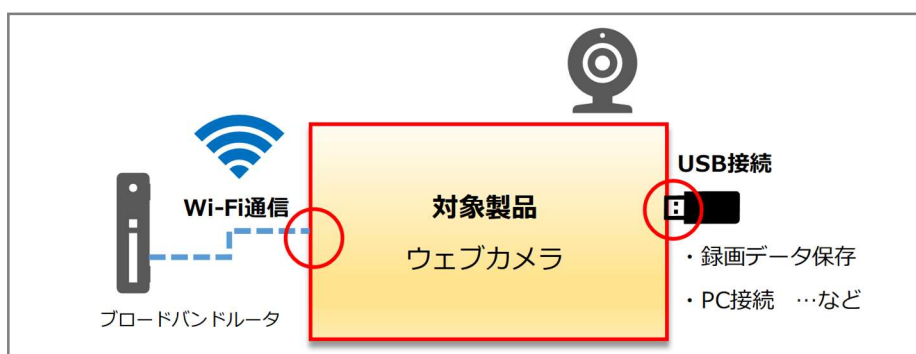 USB接続
Wi-Fi通信
対象製品
ウェブカメラ
・録画データ保存
・PC接続 …など
ブロードバンドルータ